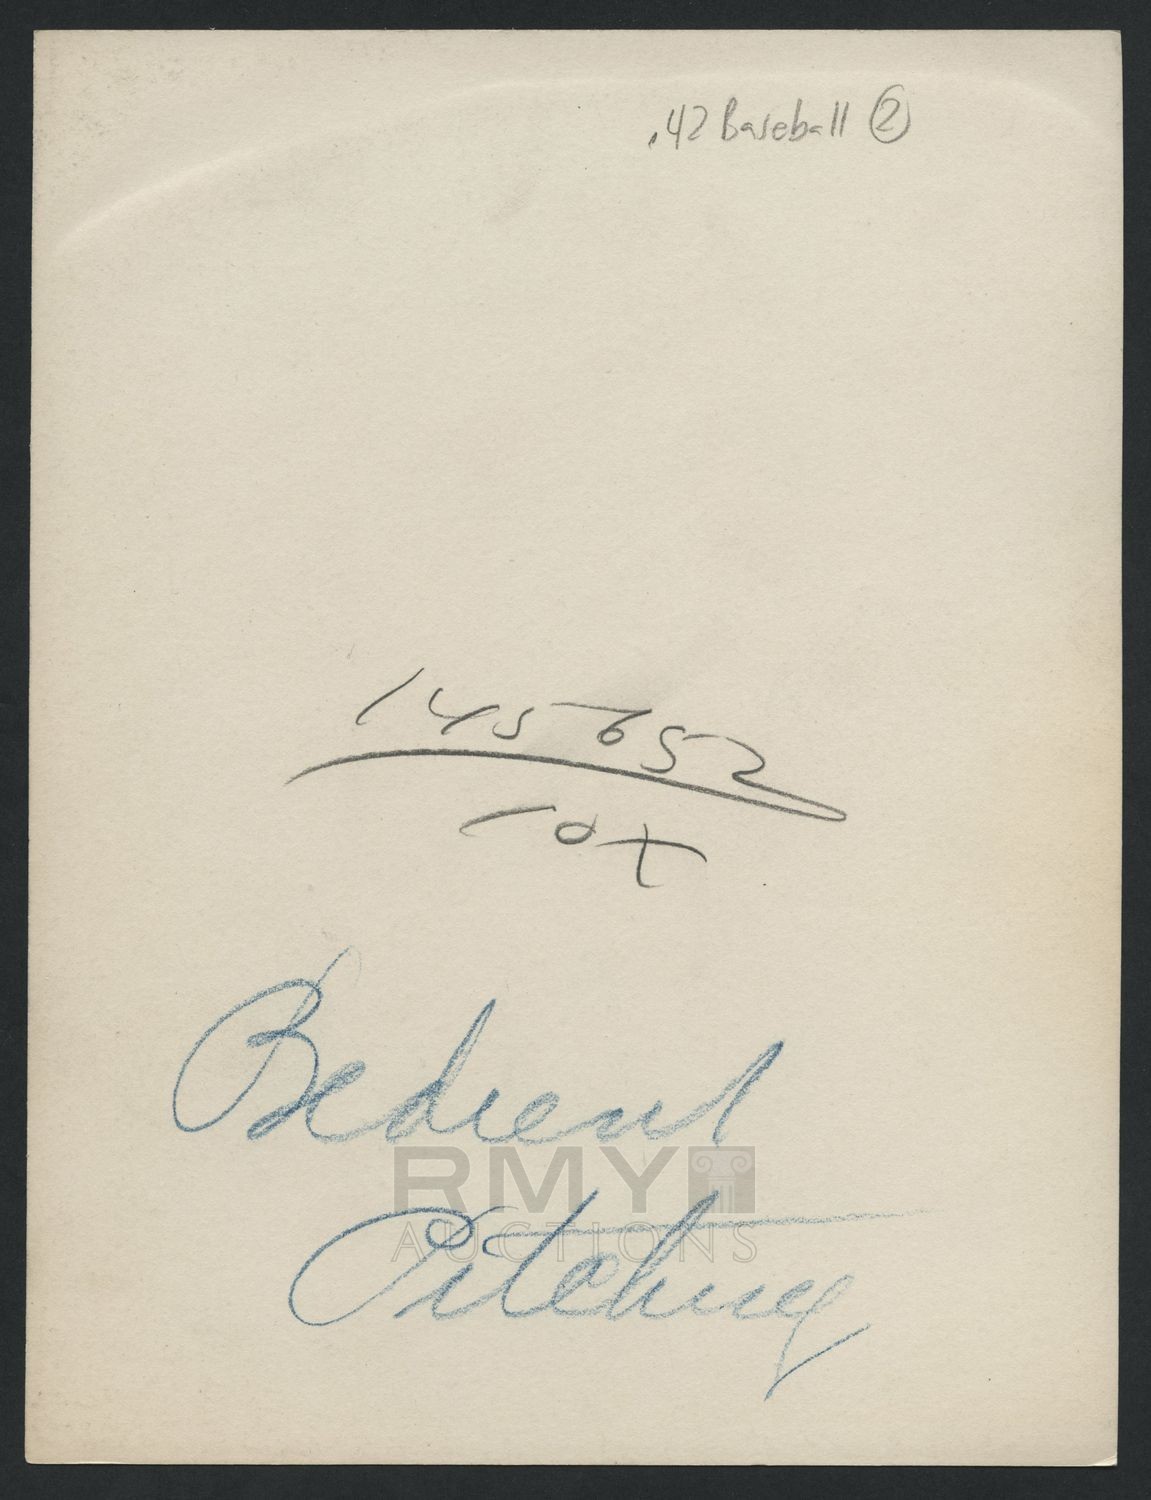 .42 Baseball ②
145652
10x
Bedient
RMY
AUCTIONS
Pitching